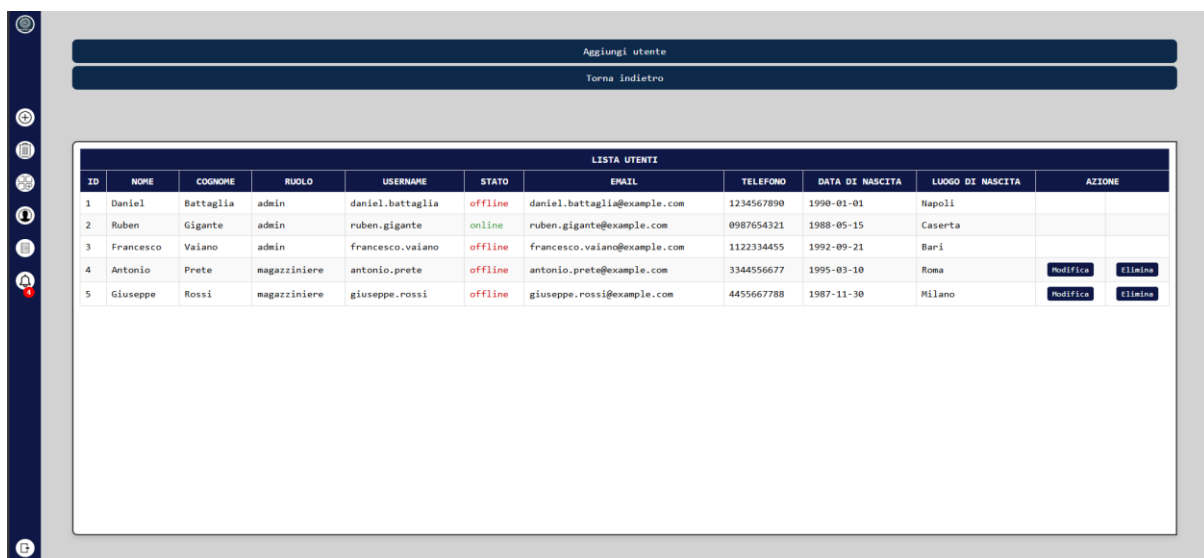 Aggiungi utente
Torna indietro
LISTA UTENTI
ID NOME COGNOME RUOLO USERNAME STATO EMAIL TELEFONO DATA DI NASCITA LUOGO DI NASCITA AZIONE
1 Daniel Battaglia admin daniel.battaglia offline daniel.battaglia@example.com 1234567890 1990-01-01 Napoli
2 Ruben Gigante admin ruben.gigante online ruben.gigante@example.com 0987654321 1988-05-15 Caserta
3 Francesco Vaiano admin francesco.vaiano offline francesco.vaiano@example.com 1122334455 1992-09-21 Bari
4 Antonio Prete magazziniere antonio.prete offline antonio.prete@example.com 3344556677 1995-03-10 Roma Modifica Elimina
4
5 Giuseppe Rossi magazziniere giuseppe.rossi offline giuseppe.rossi@example.com 4455667788 1987-11-30 Milano Modifica Elimina